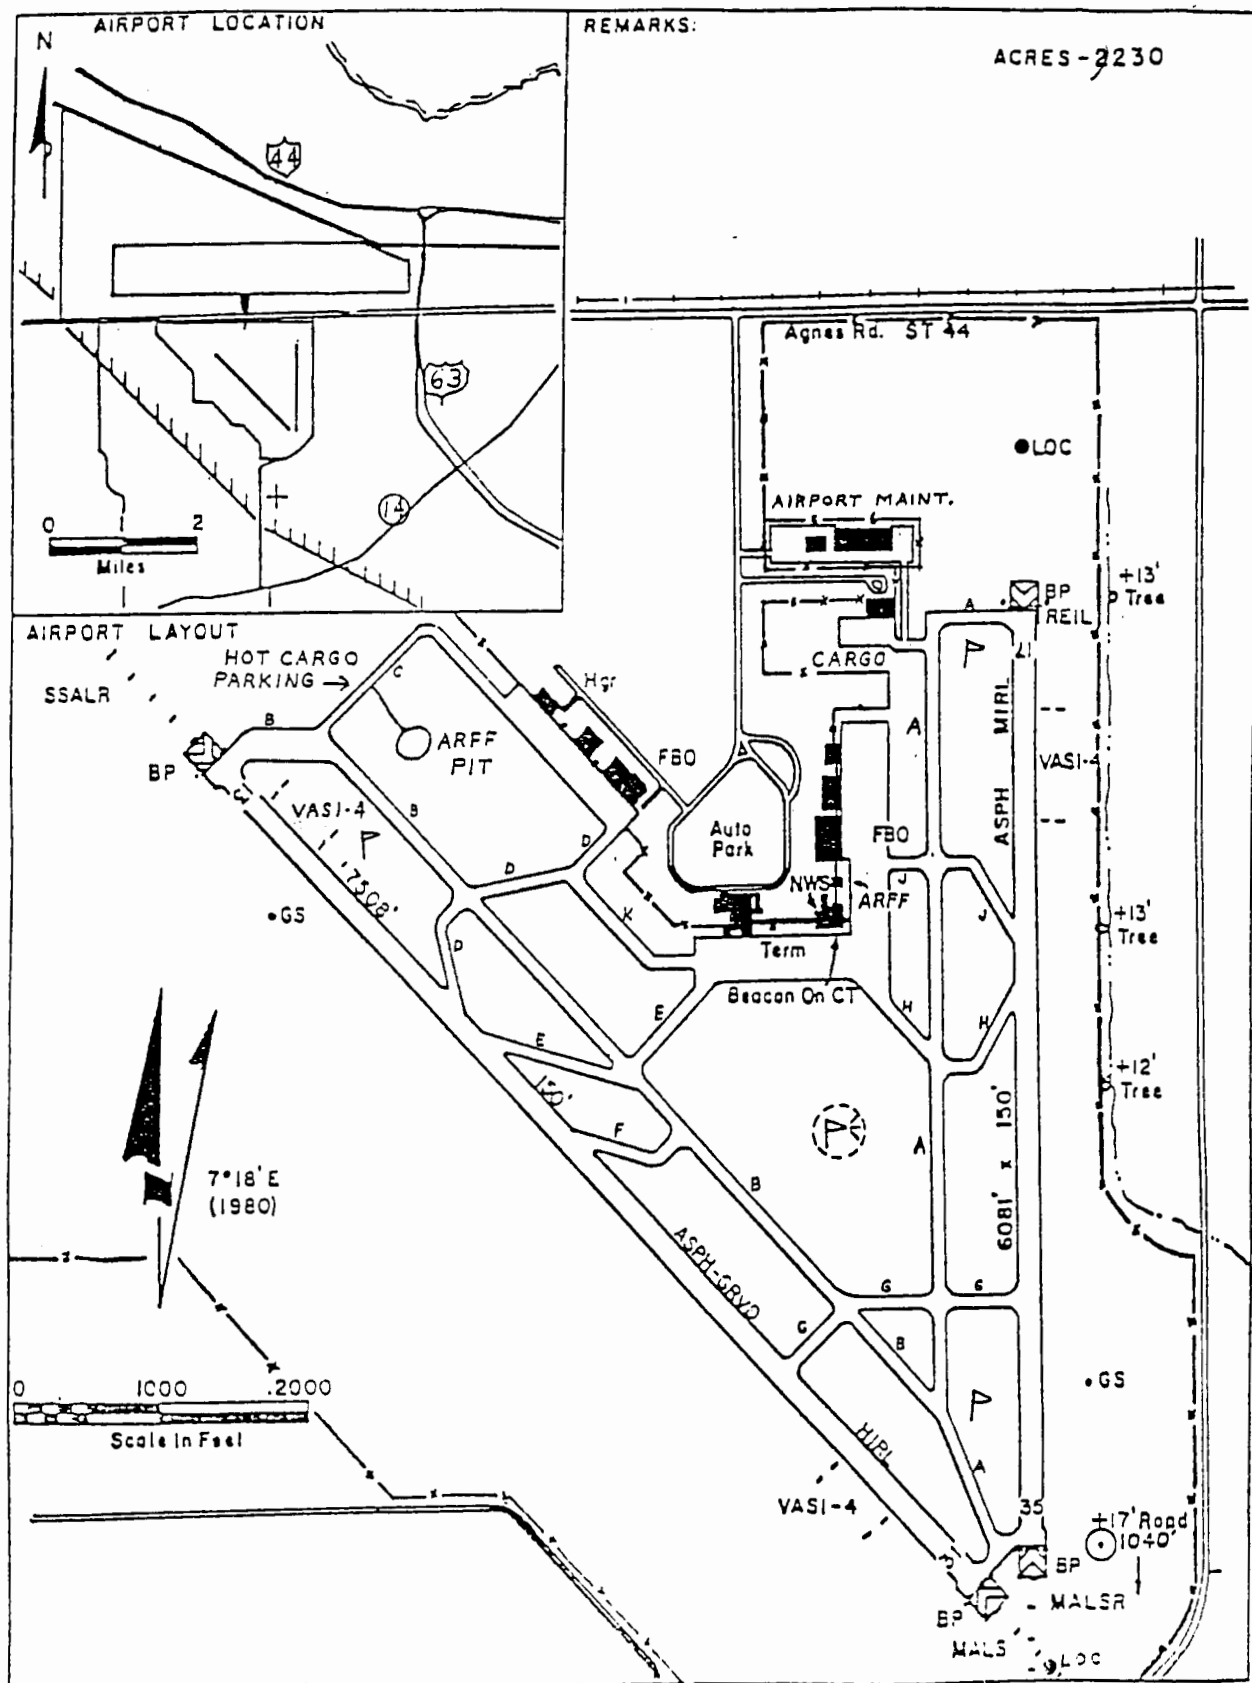 AIRPORT LOCATION
N
44
63
14
0 2
Miles
REMARKS:
ACRES-2230
Agnes Rd. ST 44
LOC
AIRPORT MAINT.
+13'
Tree
BP
REIL
A
CARGO
17
MIRL
ASPH
A
VASI-4
AIRPORT LAYOUT
HOT CARGO
PARKING
SSALR
C
B
BP
ARFF
PIT
Hgr
FBO
VASI-4
B
D
D
7508'
GS
Auto
Park
FBO
NWS
ARFF
J
J
+13'
Tree
K
D
Term
Beacon On CT
E
E
H
H
+12'
Tree
150'
F
A
6081' x 150'
7°18'E
(1980)
B
ASPH-GRVD
G
G
G
B
GS
0 1000 2000
Scale In Feet
HIRL
A
VASI-4
35
+17' Road
1040'
BP
MALSR
BP
MALS
LOC